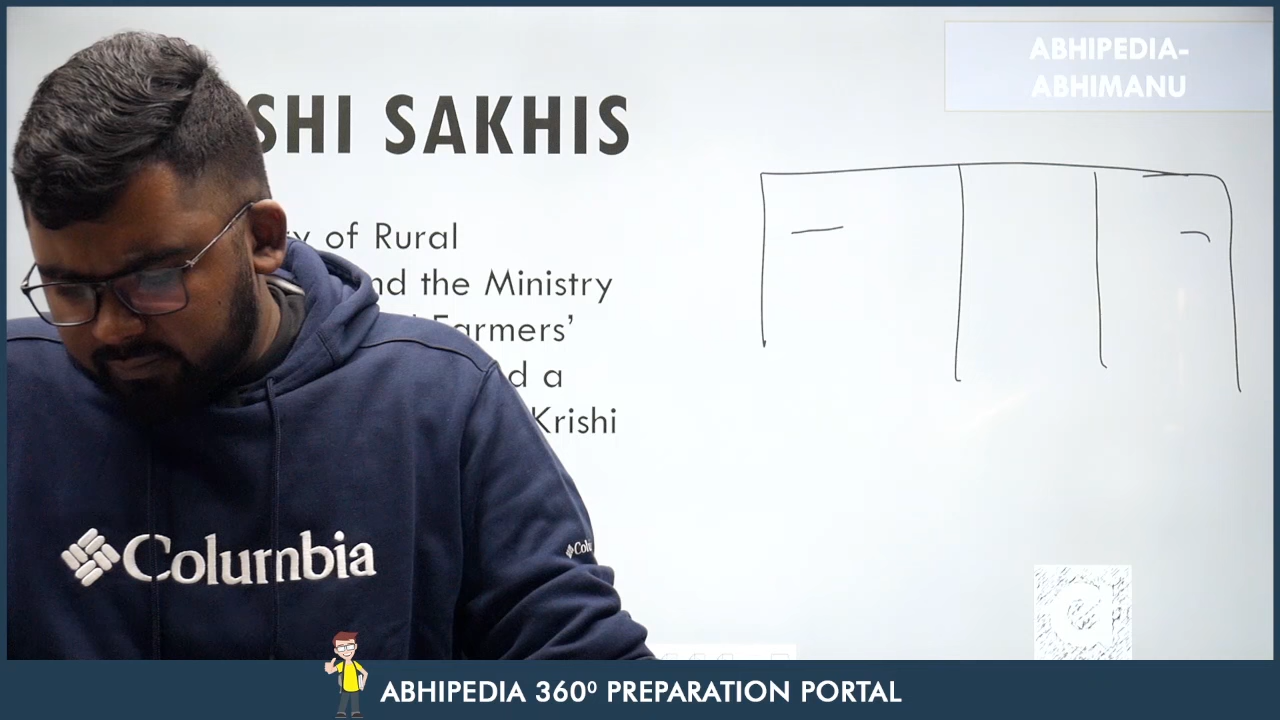 ABHIPEDIA-
ABHIMANU
SHI SAKHIS
y of Rural
nd the Ministry
Farmers’
d a
Krishi
Columbia
ABHIPEDIA 360⁰ PREPARATION PORTAL